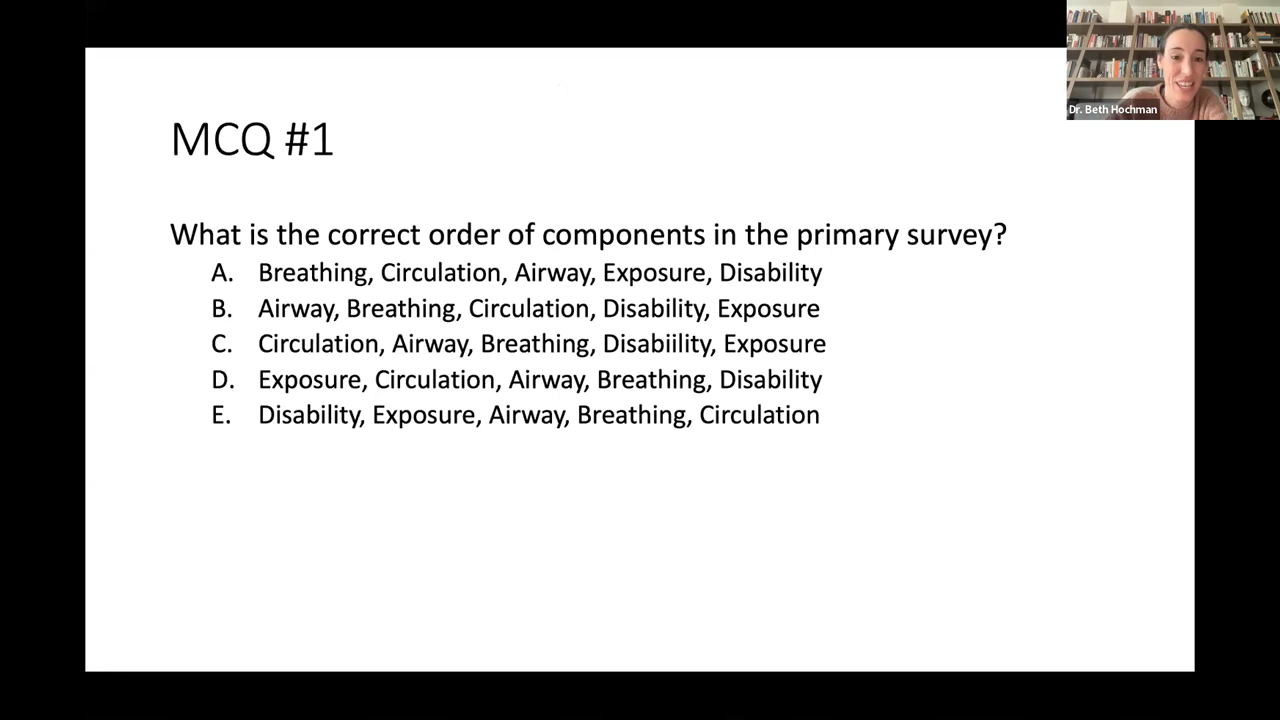 Dr. Beth Hochman
MCQ #1
What is the correct order of components in the primary survey?
A. Breathing, Circulation, Airway, Exposure, Disability
B. Airway, Breathing, Circulation, Disability, Exposure
C. Circulation, Airway, Breathing, Disabiility, Exposure
D. Exposure, Circulation, Airway, Breathing, Disability
E. Disability, Exposure, Airway, Breathing, Circulation